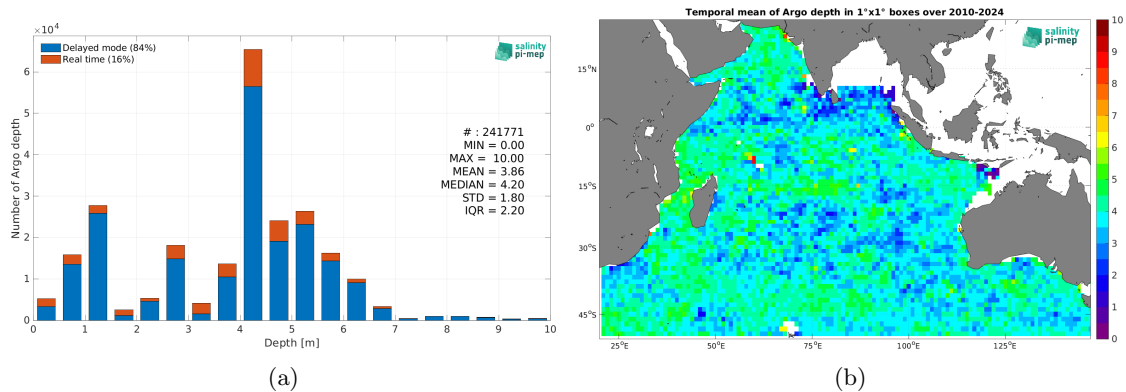 ×10⁴
Delayed mode (84%)
Real time (16%)
salinity
pi-mep
# : 241771
MIN = 0.00
MAX = 10.00
MEAN = 3.86
MEDIAN = 4.20
STD = 1.80
IQR = 2.20
Number of Argo depth
6
5
4
3
2
1
0
0 1 2 3 4 5 6 7 8 9 10
Depth [m]
(a)
Temporal mean of Argo depth in 1°x1° boxes over 2010-2024
salinity
pi-mep
15°N
0°
15°S
30°S
45°S
25°E 50°E 75°E 100°E 125°E
10
9
8
7
6
5
4
3
2
1
0
(b)